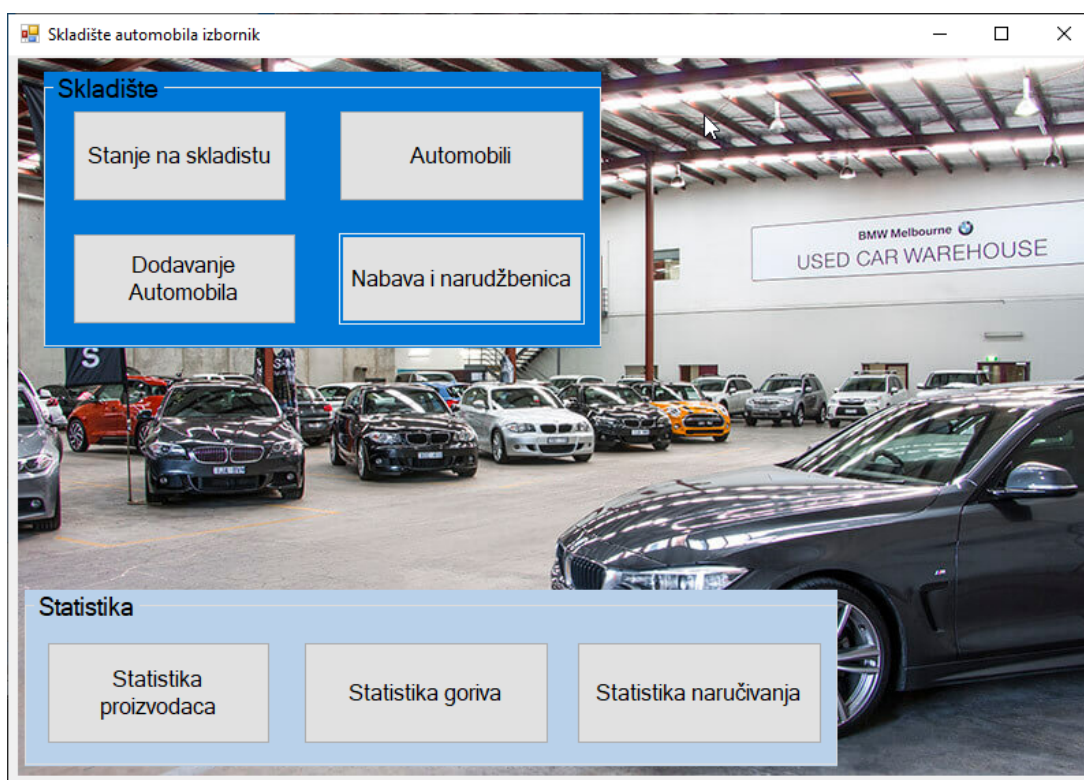 Skladište automobila izbornik
Skladište
Stanje na skladistu
Automobili
Dodavanje
Automobila
Nabava i narudžbenica
BMW Melbourne
USED CAR WAREHOUSE
S
Statistika
Statistika
proizvodaca
Statistika goriva
Statistika naručivanja